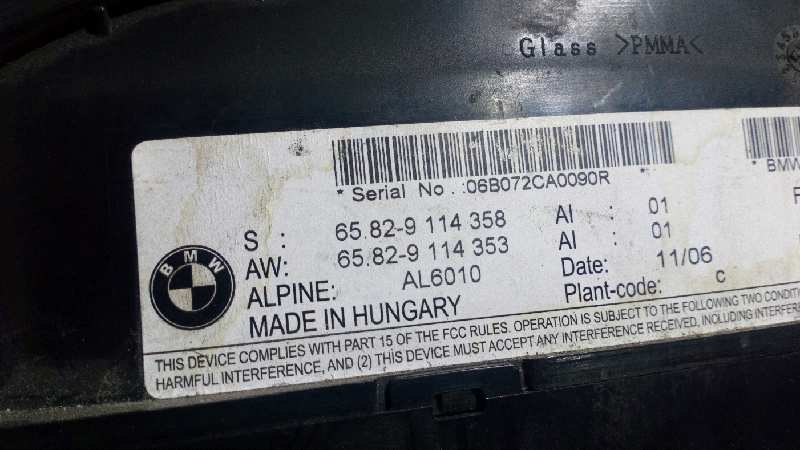 Glass >PMMA<
* Serial No .:06B072CA0090R *
* BMW
S : 65.82-9 114 358 AI : 01
AW: 65.82-9 114 353 AI : 01
ALPINE: AL6010 Date: 11/06
MADE IN HUNGARY Plant-code: c
BMW
THIS DEVICE COMPLIES WITH PART 15 OF THE FCC RULES. OPERATION IS SUBJECT TO THE FOLLOWING TWO CONDITI
HARMFUL INTERFERENCE, AND (2) THIS DEVICE MUST ACCEPT ANY INTERFERENCE RECEIVED, INCLUDING INTERFERE